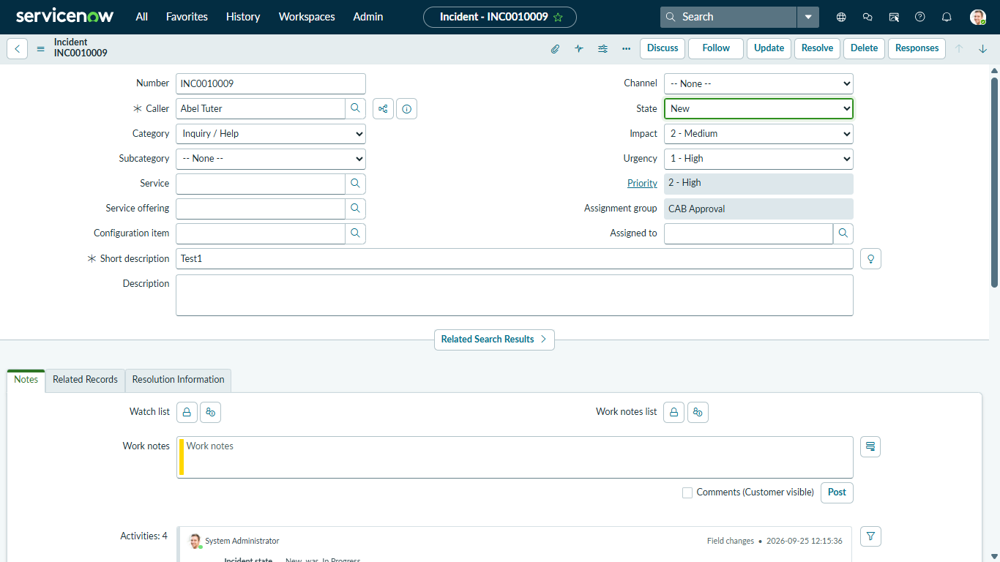 servicenow All Favorites History Workspaces Admin Incident - INC0010009 Search
Incident
INC0010009
Discuss Follow Update Resolve Delete Responses
Number INC0010009 Channel -- None --
Caller Abel Tuter State New
Category Inquiry / Help Impact 2 - Medium
Subcategory -- None -- Urgency 1 - High
Service Priority 2 - High
Service offering Assignment group CAB Approval
Configuration item Assigned to
Short description Test1
Description
Related Search Results
Notes Related Records Resolution Information
Watch list Work notes list
Work notes Work notes
Comments (Customer visible) Post
Activities: 4 System Administrator Field changes • 2026-09-25 12:15:36
Incident state New was In Progress